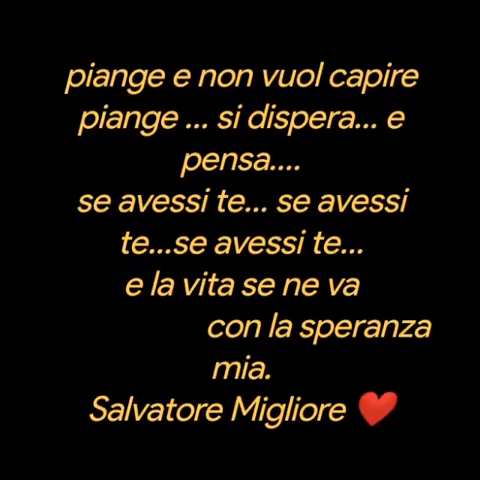 piange e non vuol capire
piange ... si dispera... e
pensa....
se avessi te... se avessi
te...se avessi te...
e la vita se ne va
con la speranza
mia.
Salvatore Migliore ❤️